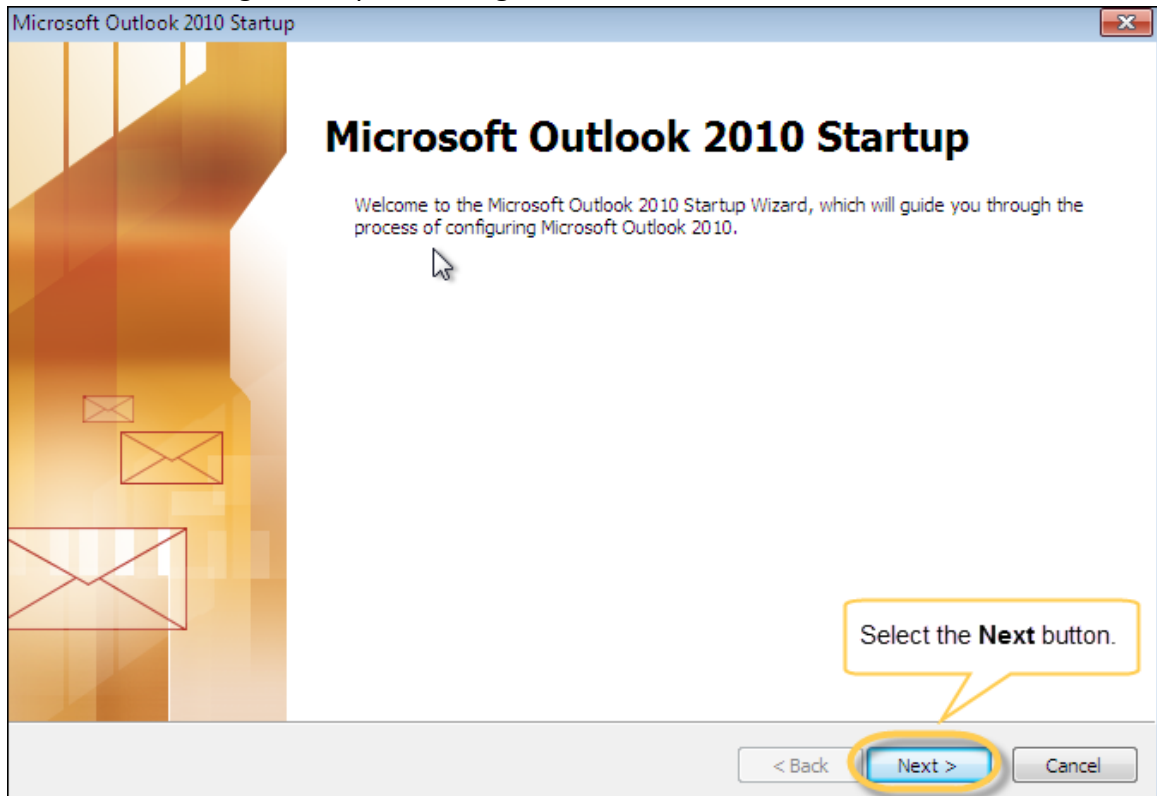 Microsoft Outlook 2010 Startup
Microsoft Outlook 2010 Startup
Welcome to the Microsoft Outlook 2010 Startup Wizard, which will guide you through the
process of configuring Microsoft Outlook 2010.
Select the Next button.
< Back Next > Cancel